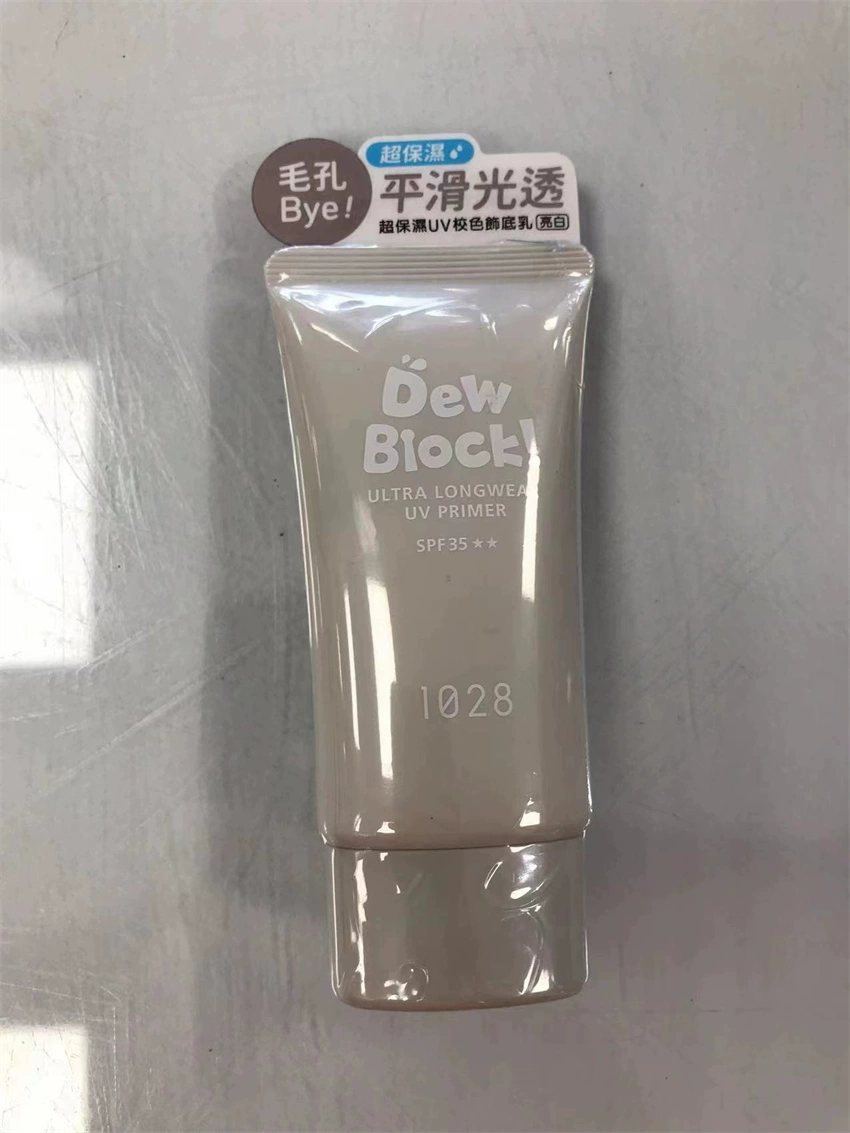 毛孔
Bye!
超保濕
平滑光透
超保濕UV校色飾底乳 亮白
Dew
Block!
ULTRA LONGWEA
UV PRIMER
SPF35 ★★
1028